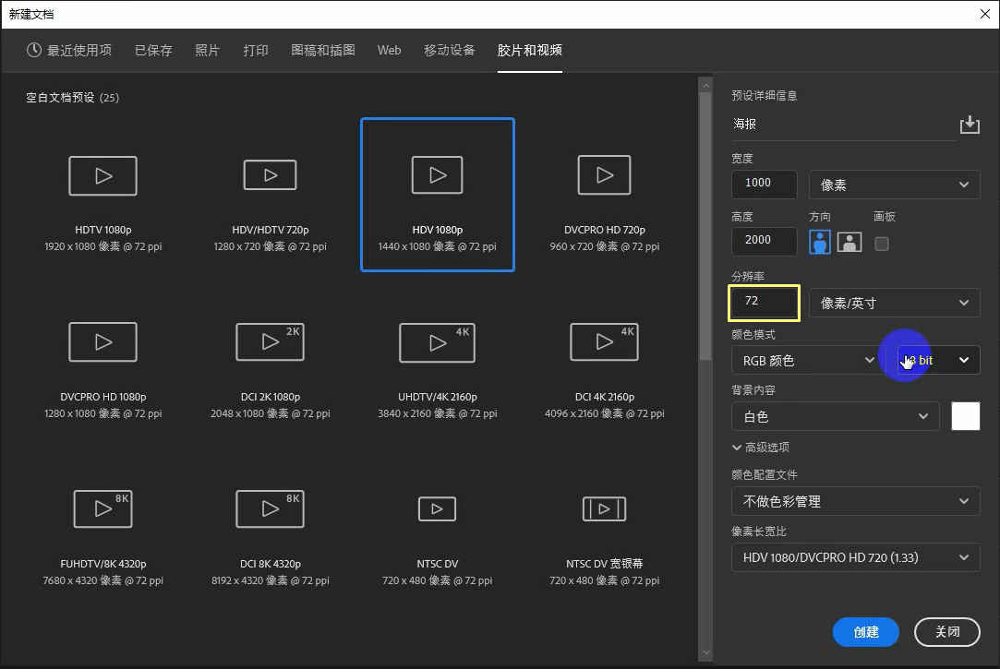 新建文档
最近使用项 已保存 照片 打印 图稿和插图 Web 移动设备 胶片和视频
空白文档预设 (25)
HDTV 1080p
1920 x 1080 像素 @ 72 ppi
HDV/HDTV 720p
1280 x 720 像素 @ 72 ppi
HDV 1080p
1440 x 1080 像素 @ 72 ppi
DVCPRO HD 720p
960 x 720 像素 @ 72 ppi
DVCPRO HD 1080p
1280 x 1080 像素 @ 72 ppi
2K
DCI 2K 1080p
2048 x 1080 像素 @ 72 ppi
4K
UHDTV/4K 2160p
3840 x 2160 像素 @ 72 ppi
4K
DCI 4K 2160p
4096 x 2160 像素 @ 72 ppi
8K
FUHDTV/8K 4320p
7680 x 4320 像素 @ 72 ppi
8K
DCI 8K 4320p
8192 x 4320 像素 @ 72 ppi
NTSC DV
720 x 480 像素 @ 72 ppi
NTSC DV 宽银幕
720 x 480 像素 @ 72 ppi
预设详细信息
海报
宽度
1000 像素
高度 方向 画板
2000
分辨率
72 像素/英寸
颜色模式
RGB 颜色 8 bit
背景内容
白色
高级选项
颜色配置文件
不做色彩管理
像素长宽比
HDV 1080/DVCPRO HD 720 (1.33)
创建 关闭